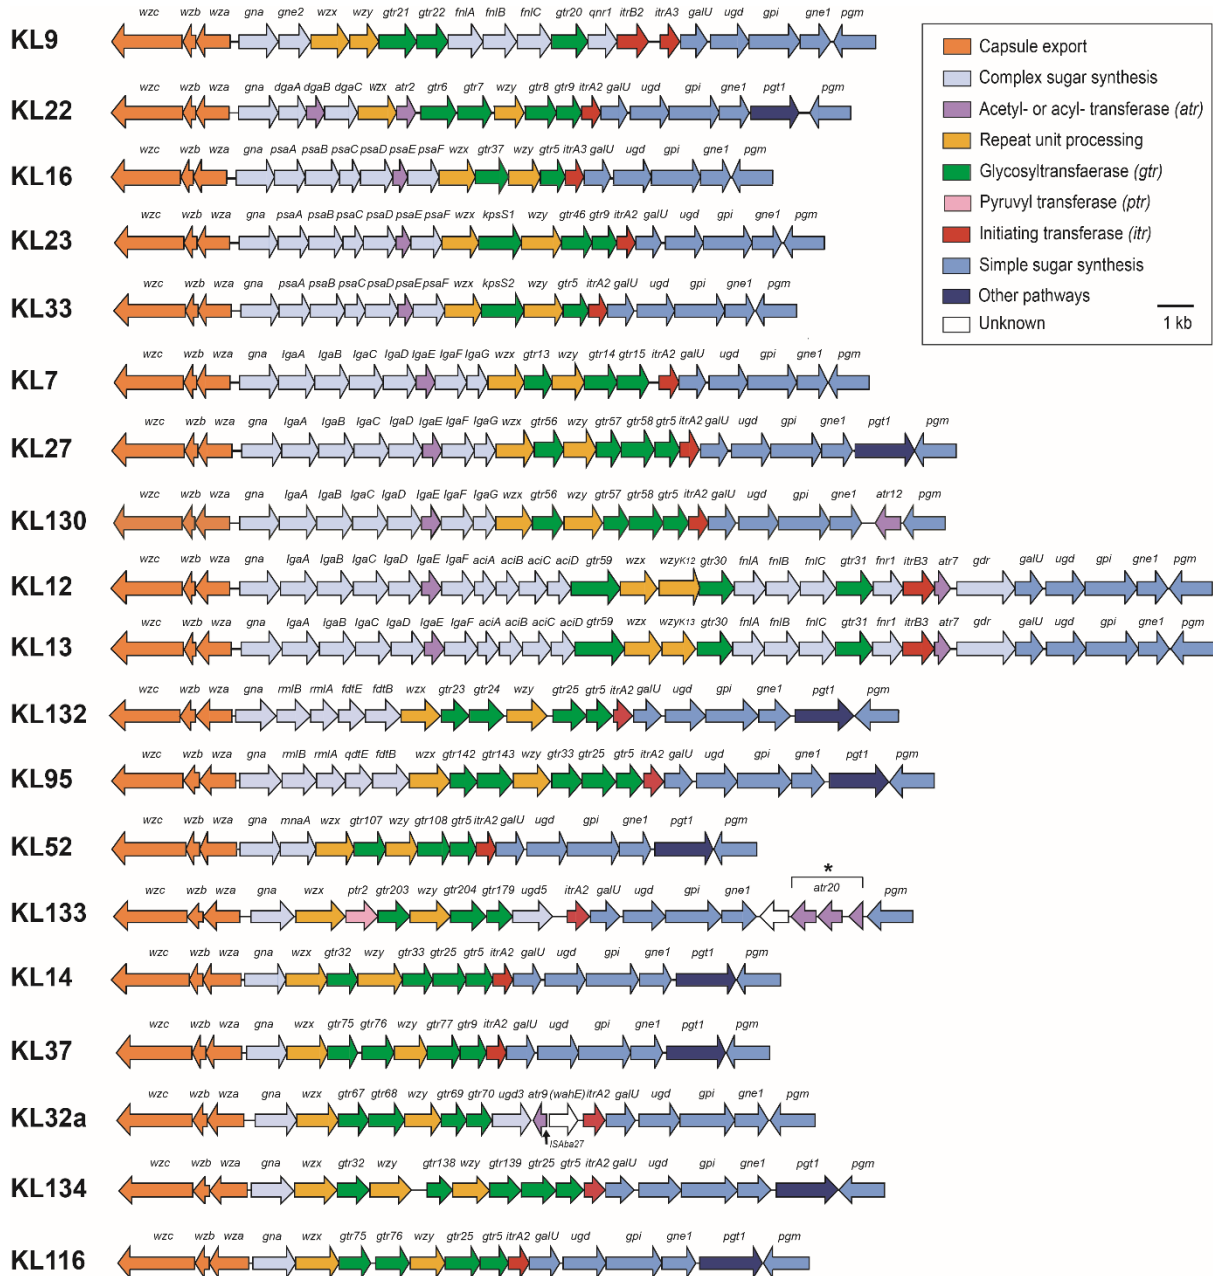 wzc wzb wza gna gne2 wzx wzy gtr21 gtr22 fnlA fnlB fnlC gtr20 qnr1 itrB2 itrA3 galU ugd gpi gne1 pgm
KL9
wzc wzb wza gna dgaA dgaB dgaC wzx atr2 gtr6 gtr7 wzy gtr8 gtr9 itrA2 galU ugd gpi gne1 pgt1 pgm
KL22
wzc wzb wza gna psaA psaB psaC psaD psaE psaF wzx gtr37 wzy gtr5 itrA3 galU ugd gpi gne1 pgm
KL16
wzc wzb wza gna psaA psaB psaC psaD psaE psaF wzx kpsS1 wzy gtr46 gtr9 itrA2 galU ugd gpi gne1 pgm
KL23
wzc wzb wza gna psaA psaB psaC psaD psaE psaF wzx kpsS2 wzy gtr5 itrA2 galU ugd gpi gne1 pgm
KL33
wzc wzb wza gna lgaA lgaB lgaC lgaD lgaE lgaF lgaG wzx gtr13 wzy gtr14 gtr15 itrA2 galU ugd gpi gne1 pgm
KL7
wzc wzb wza gna lgaA lgaB lgaC lgaD lgaE lgaF lgaG wzx gtr56 wzy gtr57 gtr58 gtr5 itrA2 galU ugd gpi gne1 pgt1 pgm
KL27
wzc wzb wza gna lgaA lgaB lgaC lgaD lgaE lgaF lgaG wzx gtr56 wzy gtr57 gtr58 gtr5 itrA2 galU ugd gpi gne1 atr12 pgm
KL130
wzc wzb wza gna lgaA lgaB lgaC lgaD lgaE lgaF aciA aciB aciC aciD gtr59 wzx wzyK12 gtr30 fnlA fnlB fnlC gtr31 fnr1 itrB3 atr7 gdr galU ugd gpi gne1 pgm
KL12
wzc wzb wza gna lgaA lgaB lgaC lgaD lgaE lgaF aciA aciB aciC aciD gtr59 wzx wzyK13 gtr30 fnlA fnlB fnlC gtr31 fnr1 itrB3 atr7 gdr galU ugd gpi gne1 pgm
KL13
wzc wzb wza gna rmlB rmlA fdtE fdtB wzx gtr23 gtr24 wzy gtr25 gtr5 itrA2 galU ugd gpi gne1 pgt1 pgm
KL132
wzc wzb wza gna rmlB rmlA qdtE fdtB wzx gtr142 gtr143 wzy gtr33 gtr25 gtr5 itrA2 galU ugd gpi gne1 pgt1 pgm
KL95
wzc wzb wza gna mnaA wzx gtr107 wzy gtr108 gtr5 itrA2 galU ugd gpi gne1 pgt1 pgm
KL52
*
wzc wzb wza gna wzx ptr2 gtr203 wzy gtr204 gtr179 ugd5 itrA2 galU ugd gpi gne1 atr20 pgm
KL133
wzc wzb wza gna wzx gtr32 wzy gtr33 gtr25 gtr5 itrA2 galU ugd gpi gne1 pgt1 pgm
KL14
wzc wzb wza gna wzx gtr75 gtr76 wzy gtr77 gtr9 itrA2 galU ugd gpi gne1 pgt1 pgm
KL37
wzc wzb wza gna wzx gtr67 gtr68 wzy gtr69 gtr70 ugd3 atr9 (wahE) itrA2 galU ugd gpi gne1 pgm
KL32a
ISAba27
wzc wzb wza gna wzx gtr32 wzy gtr138 wzy gtr139 gtr25 gtr5 itrA2 galU ugd gpi gne1 pgt1 pgm
KL134
wzc wzb wza gna wzx gtr75 gtr76 wzy gtr25 gtr5 itrA2 galU ugd gpi gne1 pgt1 pgm
KL116
Capsule export
Complex sugar synthesis
Acetyl- or acyl- transferase (atr)
Repeat unit processing
Glycosyltransfaerase (gtr)
Pyruvyl transferase (ptr)
Initiating transferase (itr)
Simple sugar synthesis
Other pathways
Unknown
1 kb